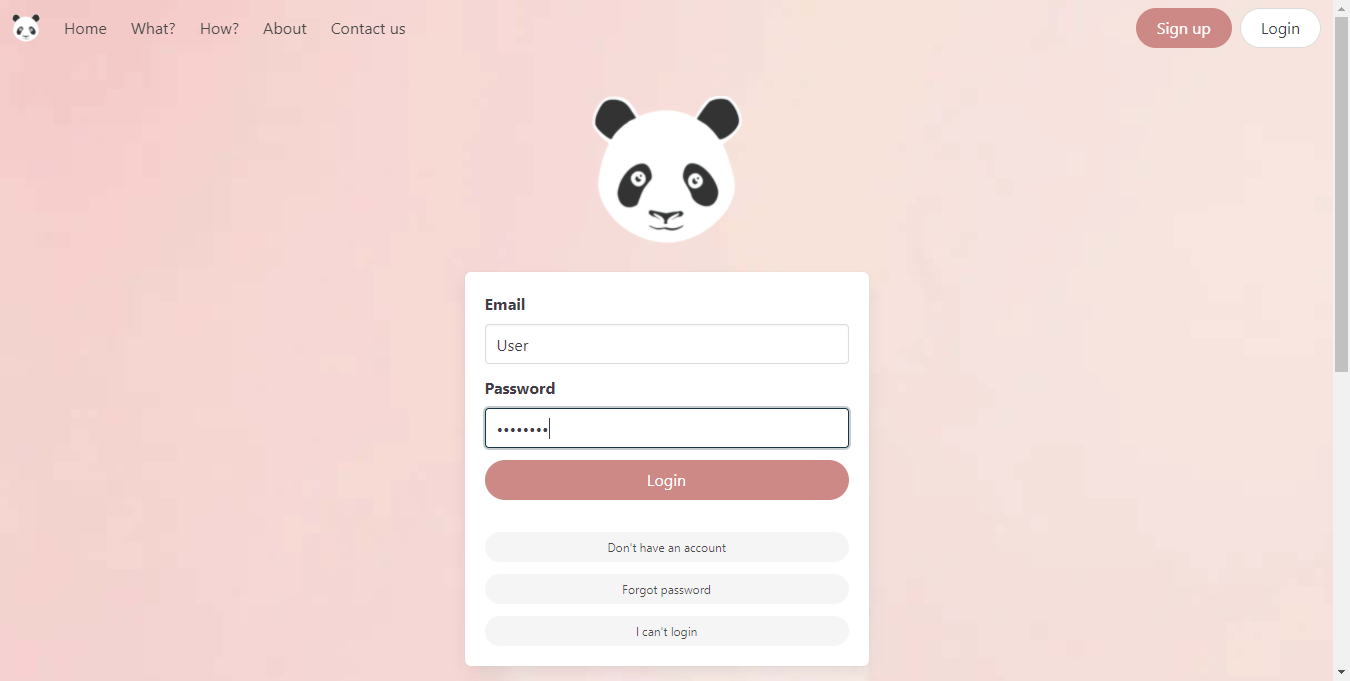 Home What? How? About Contact us Sign up Login
Email
User
Password
••••••••
Login
Don't have an account
Forgot password
I can't login